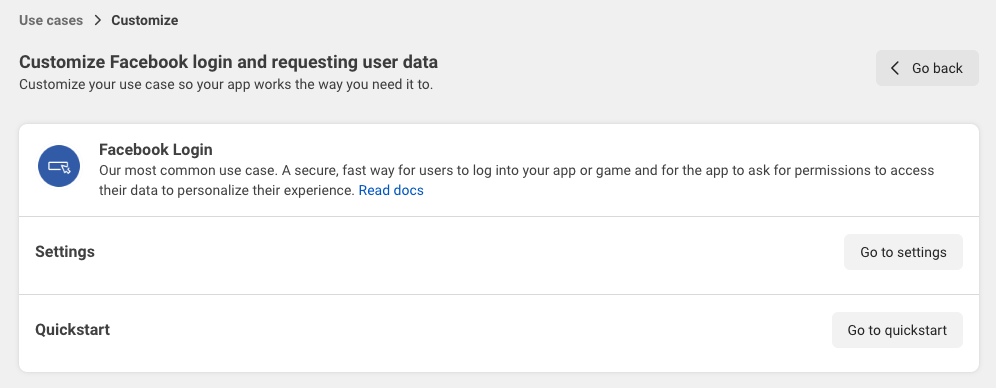 Use cases > Customize
Customize Facebook login and requesting user data
Customize your use case so your app works the way you need it to.
Go back
Facebook Login
Our most common use case. A secure, fast way for users to log into your app or game and for the app to ask for permissions to access
their data to personalize their experience. Read docs
Settings
Go to settings
Quickstart
Go to quickstart